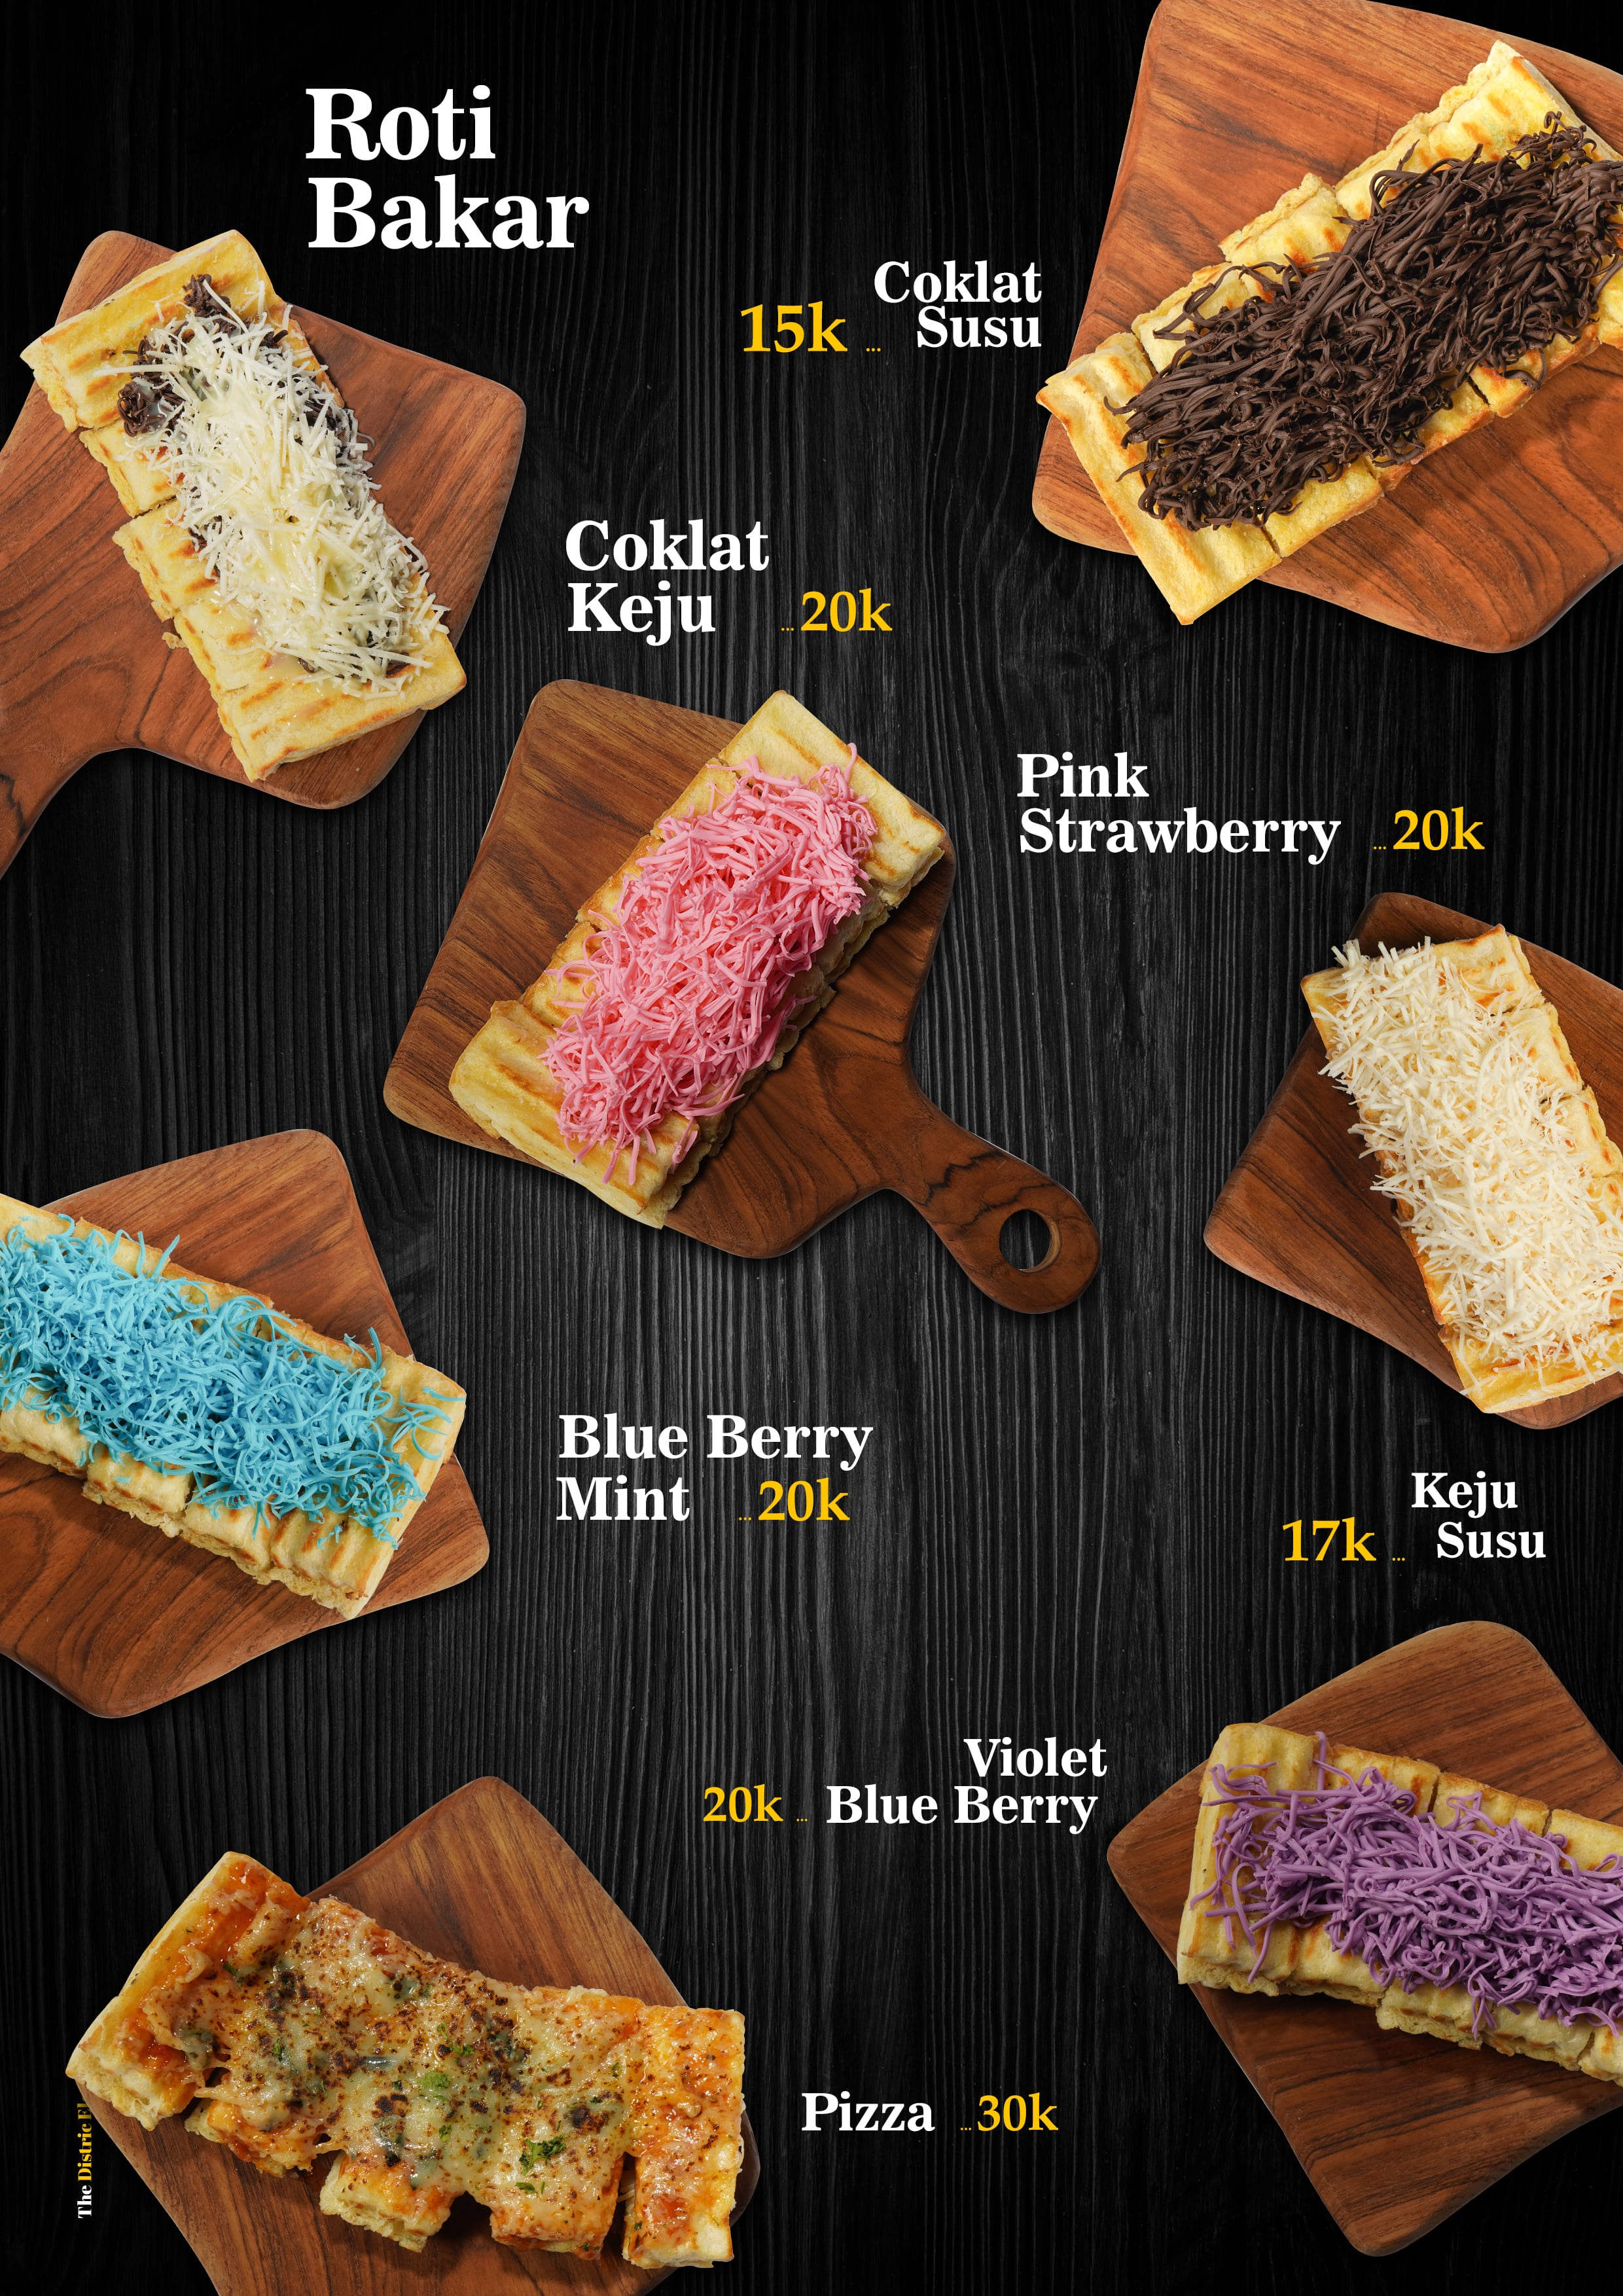 Roti
Bakar
Coklat
15k ... Susu
Coklat
Keju ...20k
Pink
Strawberry ...20k
Blue Berry
Mint ...20k
Keju
17k ... Susu
Violet
20k ... Blue Berry
Pizza ...30k
The Distric